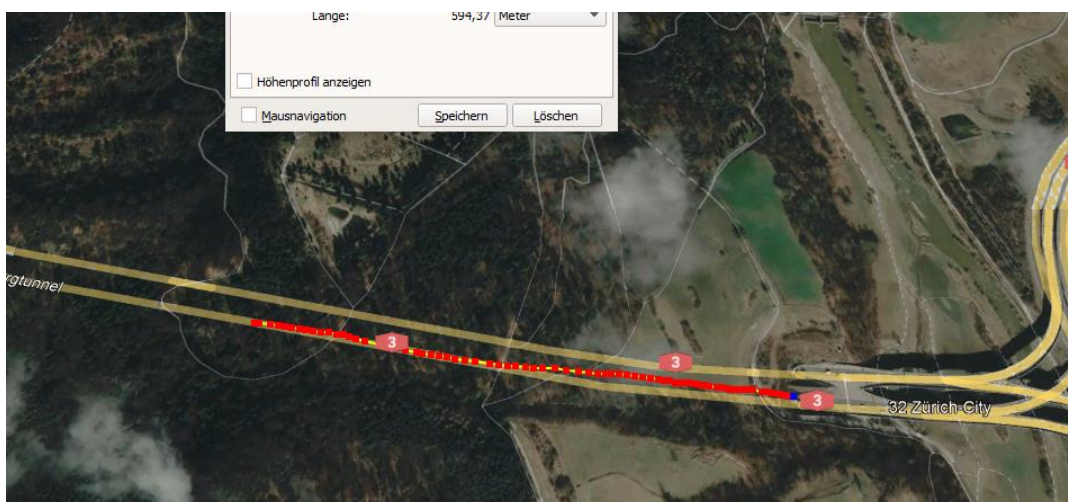 Länge: 594,37 Meter
Höhenprofil anzeigen
Mausnavigation Speichern Löschen
rgtunnel
3
3
3
32 Zürich-City